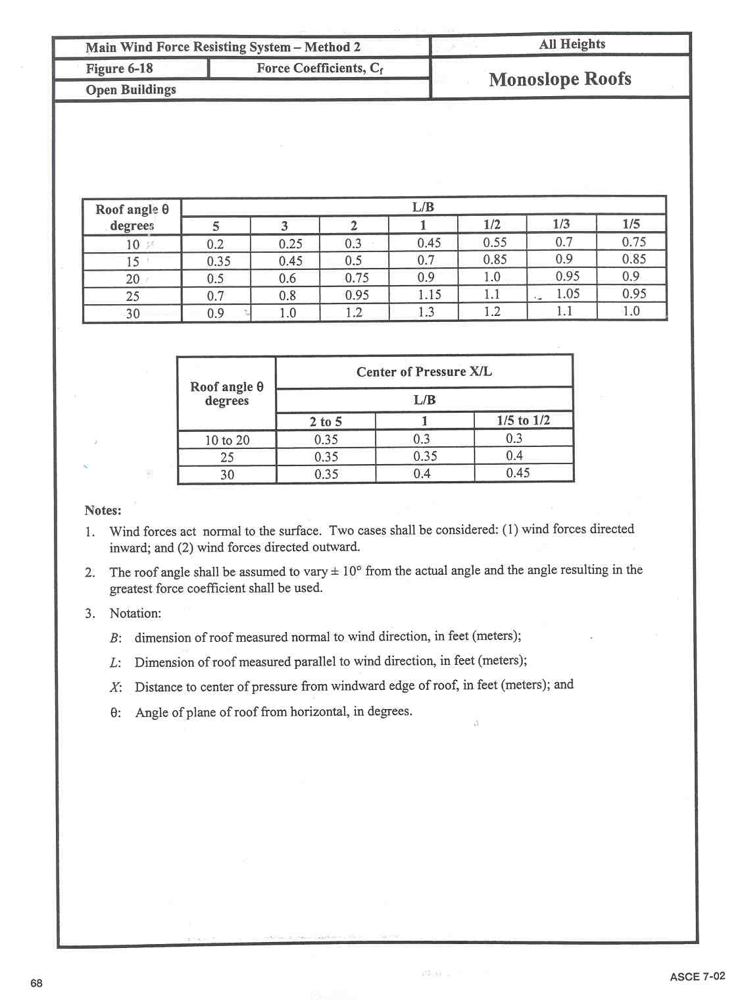 Main Wind Force Resisting System – Method 2
All Heights
Figure 6-18
Force Coefficients, Cf
Monoslope Roofs
Open Buildings
Roof angle θ degrees
L/B
5 3 2 1 1/2 1/3 1/5
10 0.2 0.25 0.3 0.45 0.55 0.7 0.75
15 0.35 0.45 0.5 0.7 0.85 0.9 0.85
20 0.5 0.6 0.75 0.9 1.0 0.95 0.9
25 0.7 0.8 0.95 1.15 1.1 1.05 0.95
30 0.9 1.0 1.2 1.3 1.2 1.1 1.0
Center of Pressure X/L
Roof angle θ
degrees
L/B
2 to 5 1 1/5 to 1/2
10 to 20 0.35 0.3 0.3
25 0.35 0.35 0.4
30 0.35 0.4 0.45
Notes:
1. Wind forces act normal to the surface. Two cases shall be considered: (1) wind forces directed
inward; and (2) wind forces directed outward.
2. The roof angle shall be assumed to vary ± 10° from the actual angle and the angle resulting in the
greatest force coefficient shall be used.
3. Notation:
B: dimension of roof measured normal to wind direction, in feet (meters);
L: Dimension of roof measured parallel to wind direction, in feet (meters);
X: Distance to center of pressure from windward edge of roof, in feet (meters); and
θ: Angle of plane of roof from horizontal, in degrees.
68
ASCE 7-02